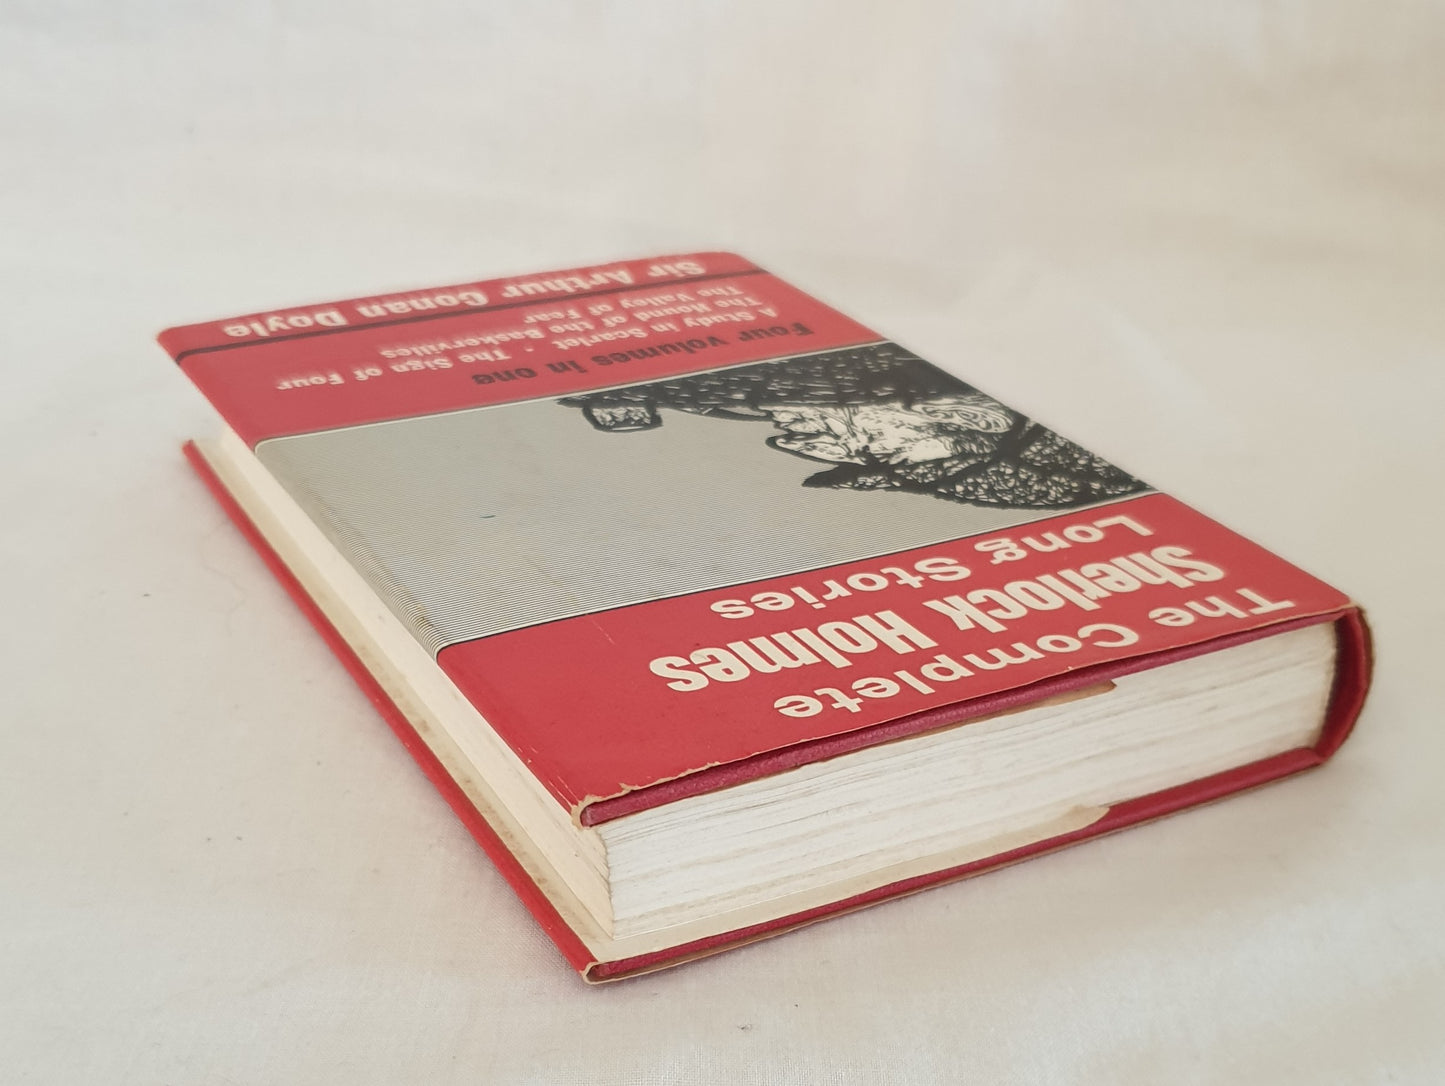 The Complete
Sherlock Holmes
Long Stories
Four volumes in one
A Study in Scarlet · The Sign of Four
The Hound of the Baskervilles
The Valley of Fear
Sir Arthur Conan Doyle